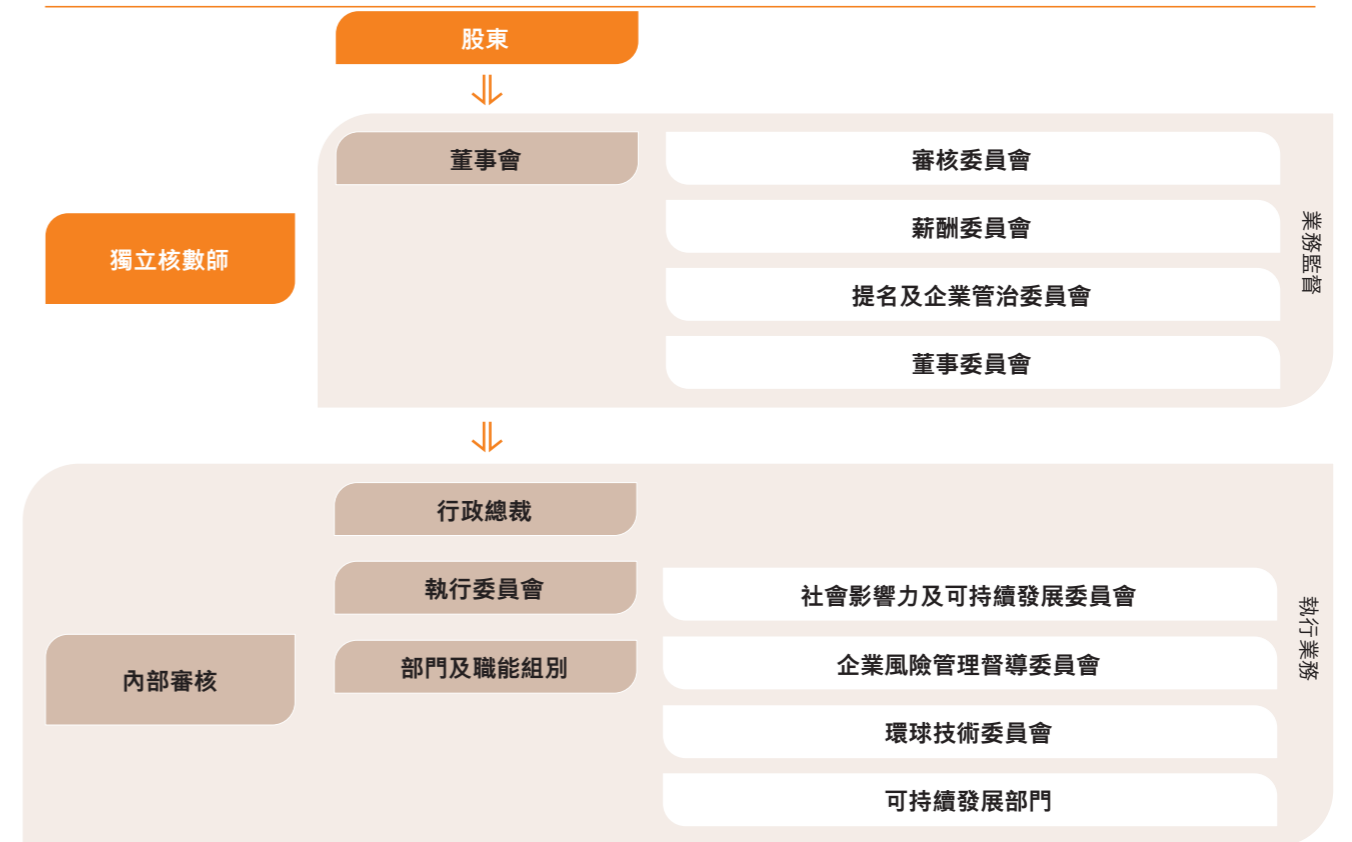 股東
董事會
審核委員會
薪酬委員會
提名及企業管治委員會
董事委員會
業務監督
獨立核數師
行政總裁
執行委員會
部門及職能組別
內部審核
社會影響力及可持續發展委員會
企業風險管理督導委員會
環球技術委員會
可持續發展部門
執行業務